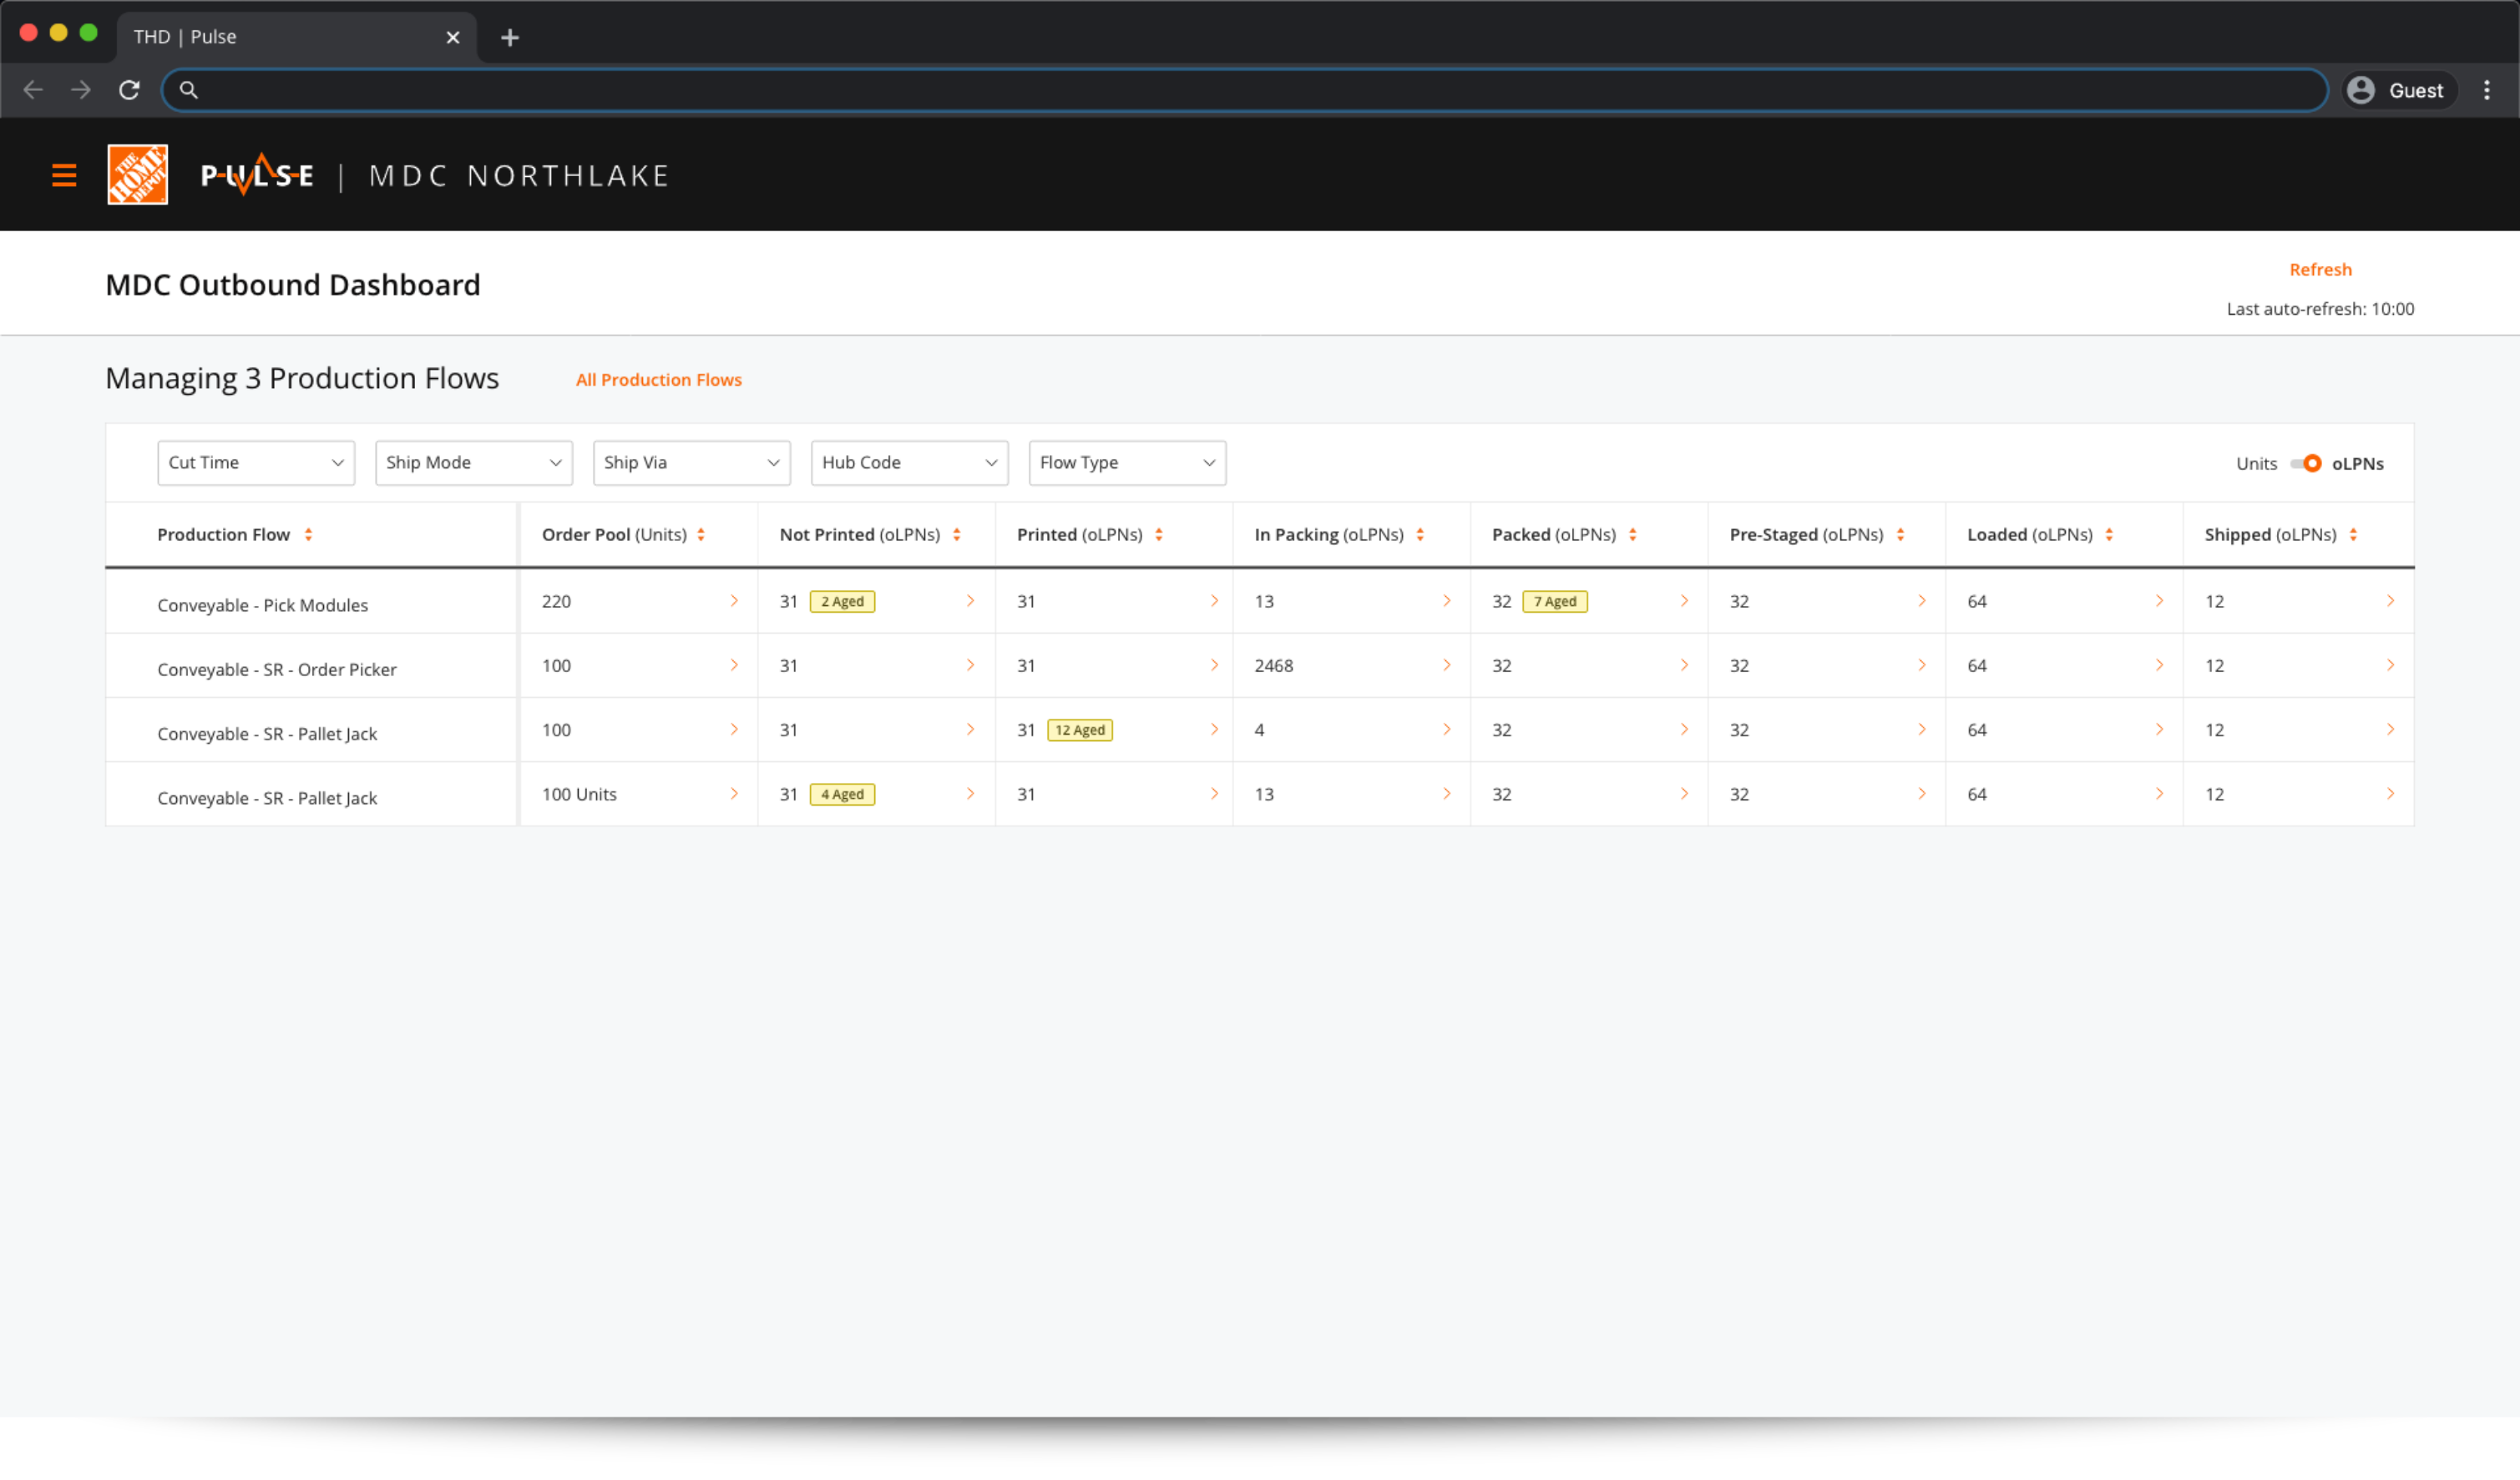 THD | Pulse
Guest
THE HOME DEPOT PULSE | MDC NORTHLAKE
MDC Outbound Dashboard
Refresh
Last auto-refresh: 10:00
Managing 3 Production Flows All Production Flows
Cut Time Ship Mode Ship Via Hub Code Flow Type Units oLPNs
Production Flow Order Pool (Units) Not Printed (oLPNs) Printed (oLPNs) In Packing (oLPNs) Packed (oLPNs) Pre-Staged (oLPNs) Loaded (oLPNs) Shipped (oLPNs)
Conveyable - Pick Modules 220 31 2 Aged 31 13 32 7 Aged 32 64 12
Conveyable - SR - Order Picker 100 31 31 2468 32 32 64 12
Conveyable - SR - Pallet Jack 100 31 31 12 Aged 4 32 32 64 12
Conveyable - SR - Pallet Jack 100 Units 31 4 Aged 31 13 32 32 64 12